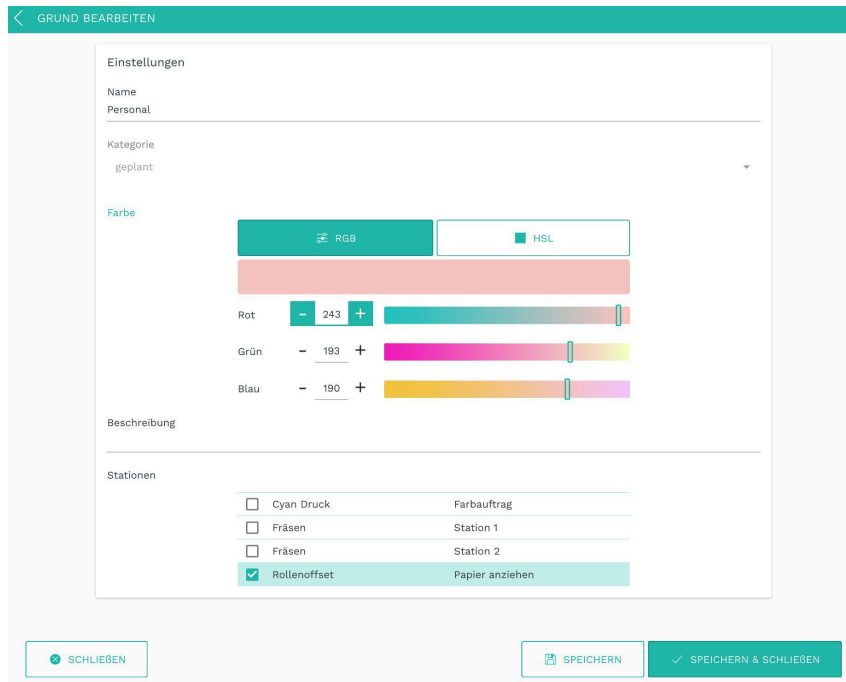 GRUND BEARBEITEN
Einstellungen
Name
Personal
Kategorie
geplant
Farbe
RGB HSL
Rot - 243 +
Grün - 193 +
Blau - 190 +
Beschreibung
Stationen
Cyan Druck Farbauftrag
Fräsen Station 1
Fräsen Station 2
Rollenoffset Papier anziehen
SCHLIEßEN SPEICHERN SPEICHERN & SCHLIEßEN